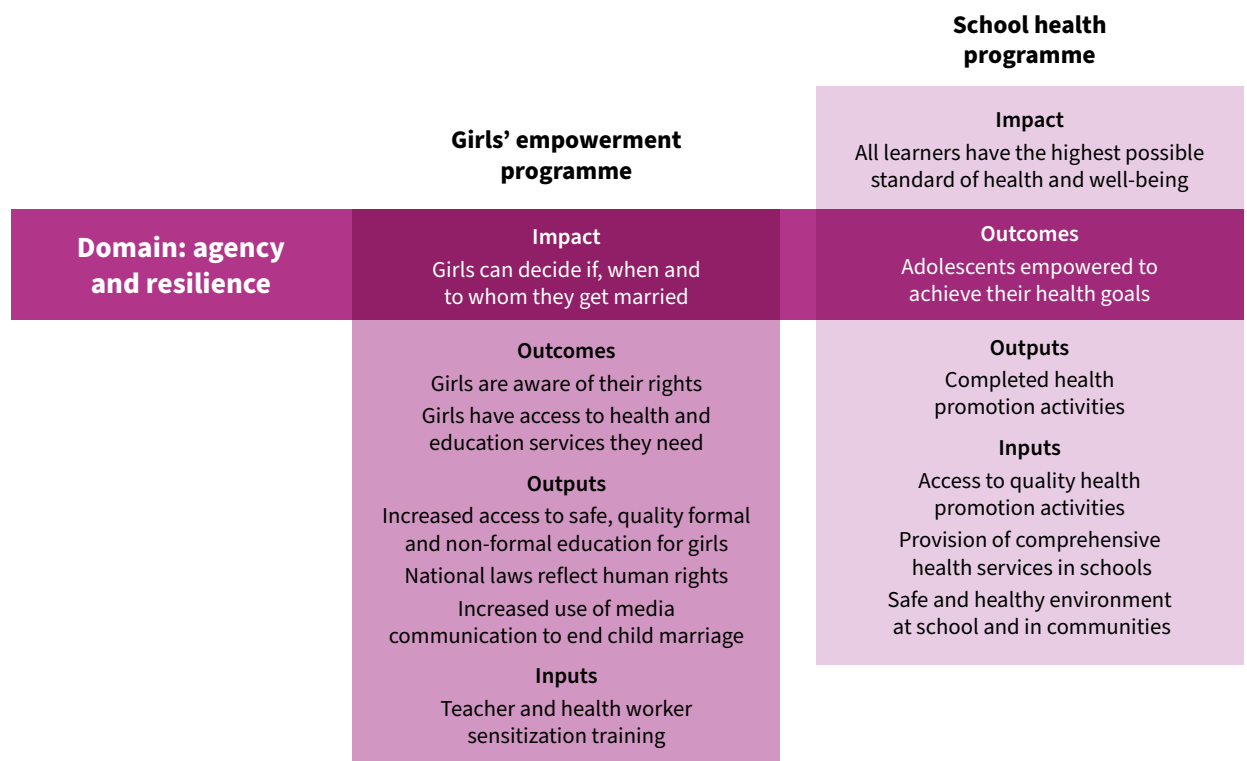 School health
programme
Impact
All learners have the highest possible
standard of health and well-being
Girls’ empowerment
programme
Domain: agency
and resilience
Impact
Girls can decide if, when and
to whom they get married
Outcomes
Adolescents empowered to
achieve their health goals
Outcomes
Girls are aware of their rights
Girls have access to health and
education services they need
Outputs
Increased access to safe, quality formal
and non-formal education for girls
National laws reflect human rights
Increased use of media
communication to end child marriage
Inputs
Teacher and health worker
sensitization training
Outputs
Completed health
promotion activities
Inputs
Access to quality health
promotion activities
Provision of comprehensive
health services in schools
Safe and healthy environment
at school and in communities